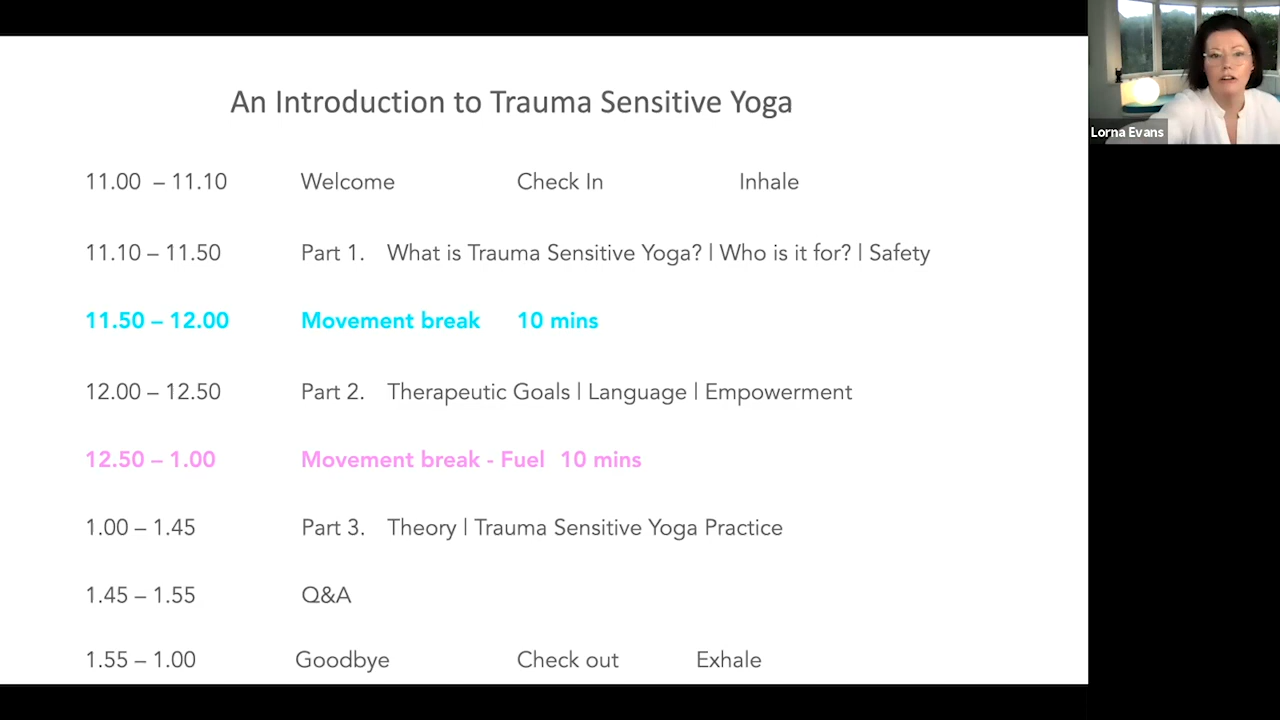 An Introduction to Trauma Sensitive Yoga
11.00 – 11.10 Welcome Check In Inhale
11.10 – 11.50 Part 1. What is Trauma Sensitive Yoga? | Who is it for? | Safety
11.50 – 12.00 Movement break 10 mins
12.00 – 12.50 Part 2. Therapeutic Goals | Language | Empowerment
12.50 – 1.00 Movement break - Fuel 10 mins
1.00 – 1.45 Part 3. Theory | Trauma Sensitive Yoga Practice
1.45 – 1.55 Q&A
1.55 – 1.00 Goodbye Check out Exhale
Lorna Evans